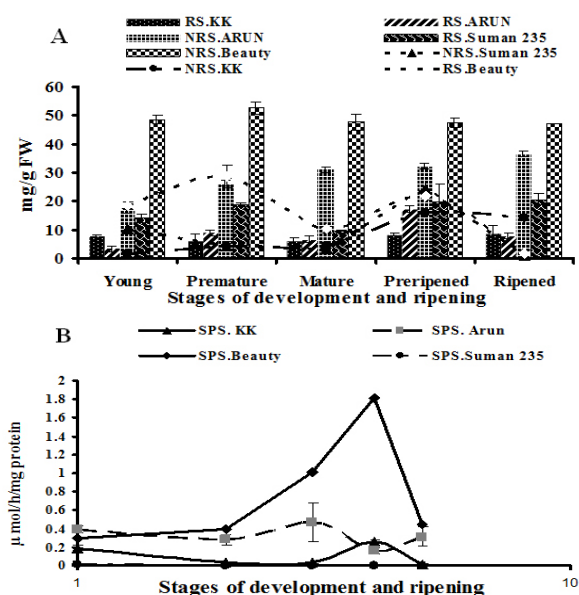 A
RS.KK RS.ARUN
NRS.ARUN RS.Suman 235
NRS.Beauty NRS.Suman 235
NRS.KK RS.Beauty
mg/g FW
60
50
40
30
20
10
0
Young Premature Mature Preripened Ripened
Stages of development and ripening
B
SPS. KK SPS. Arun
SPS.Beauty SPS.Suman 235
μ mol/h/mg protein
2
1.8
1.6
1.4
1.2
1
0.8
0.6
0.4
0.2
0
1 10
Stages of development and ripening